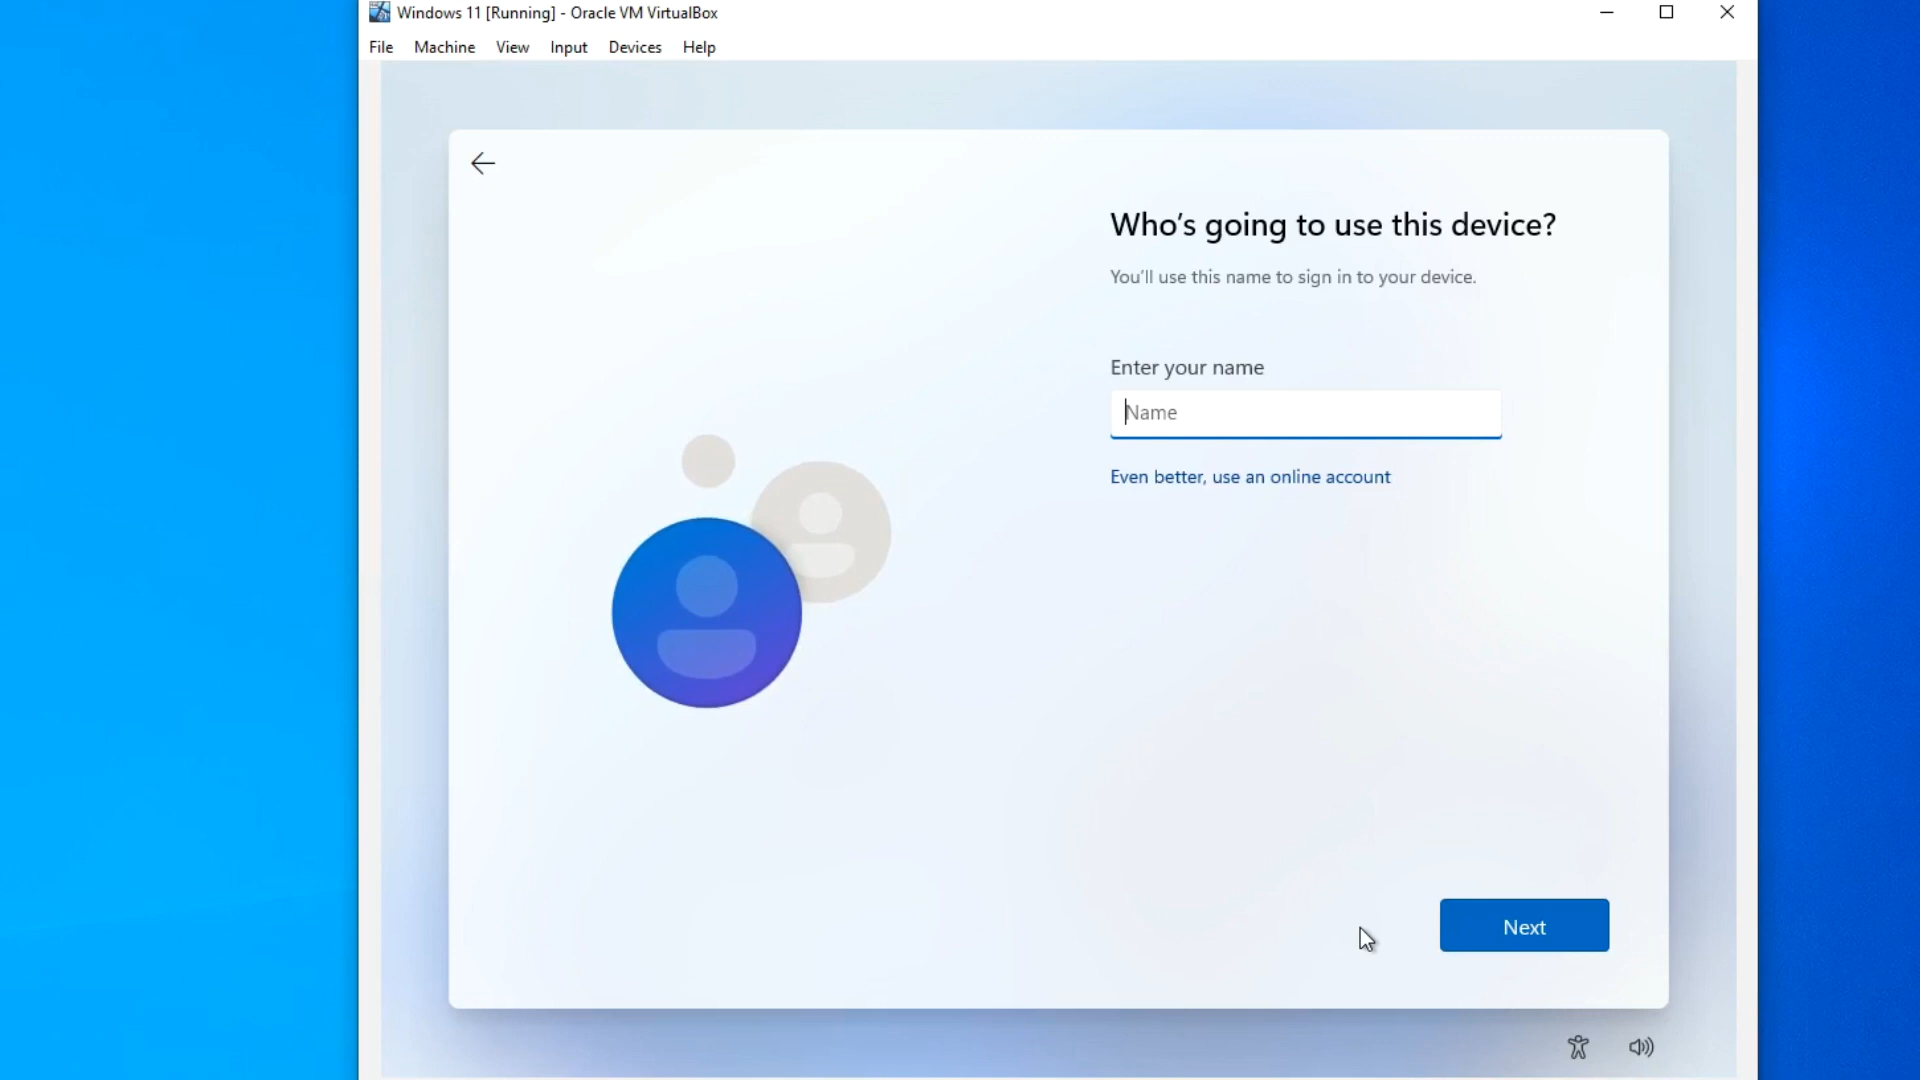 Windows 11 [Running] - Oracle VM VirtualBox
File Machine View Input Devices Help
Who's going to use this device?
You'll use this name to sign in to your device.
Enter your name
Name
Even better, use an online account
Next